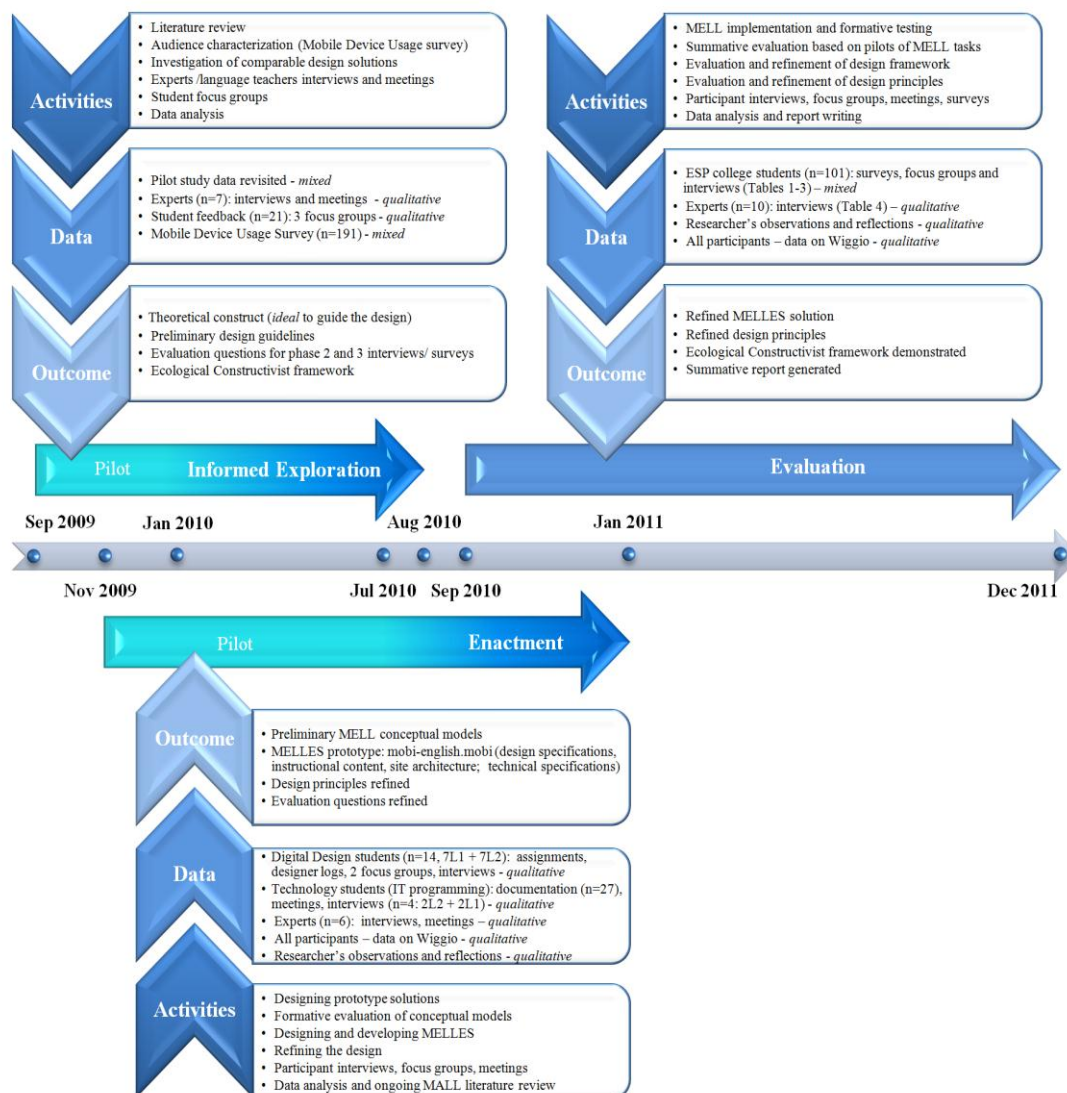 Activities
• Literature review
• Audience characterization (Mobile Device Usage survey)
• Investigation of comparable design solutions
• Experts /language teachers interviews and meetings
• Student focus groups
• Data analysis
Data
• Pilot study data revisited - mixed
• Experts (n=7): interviews and meetings - qualitative
• Student feedback (n=21): 3 focus groups - qualitative
• Mobile Device Usage Survey (n=191) - mixed
Outcome
• Theoretical construct (ideal to guide the design)
• Preliminary design guidelines
• Evaluation questions for phase 2 and 3 interviews/ surveys
• Ecological Constructivist framework
Activities
• MELL implementation and formative testing
• Summative evaluation based on pilots of MELL tasks
• Evaluation and refinement of design framework
• Evaluation and refinement of design principles
• Participant interviews, focus groups, meetings, surveys
• Data analysis and report writing
Data
• ESP college students (n=101): surveys, focus groups and
interviews (Tables 1-3) – mixed
• Experts (n=10): interviews (Table 4) – qualitative
• Researcher's observations and reflections - qualitative
• All participants – data on Wiggio - qualitative
Outcome
• Refined MELLES solution
• Refined design principles
• Ecological Constructivist framework demonstrated
• Summative report generated
Pilot
Informed Exploration
Evaluation
Sep 2009
Jan 2010
Aug 2010
Jan 2011
Nov 2009
Jul 2010
Sep 2010
Dec 2011
Pilot
Enactment
Outcome
• Preliminary MELL conceptual models
• MELLES prototype: mobi-english.mobi (design specifications,
instructional content, site architecture; technical specifications)
• Design principles refined
• Evaluation questions refined
Data
• Digital Design students (n=14, 7L1 + 7L2): assignments,
designer logs, 2 focus groups, interviews - qualitative
• Technology students (IT programming): documentation (n=27),
meetings, interviews (n=4: 2L2 + 2L1) - qualitative
• Experts (n=6): interviews, meetings – qualitative
• All participants – data on Wiggio - qualitative
• Researcher's observations and reflections - qualitative
Activities
• Designing prototype solutions
• Formative evaluation of conceptual models
• Designing and developing MELLES
• Refining the design
• Participant interviews, focus groups, meetings
• Data analysis and ongoing MALL literature review